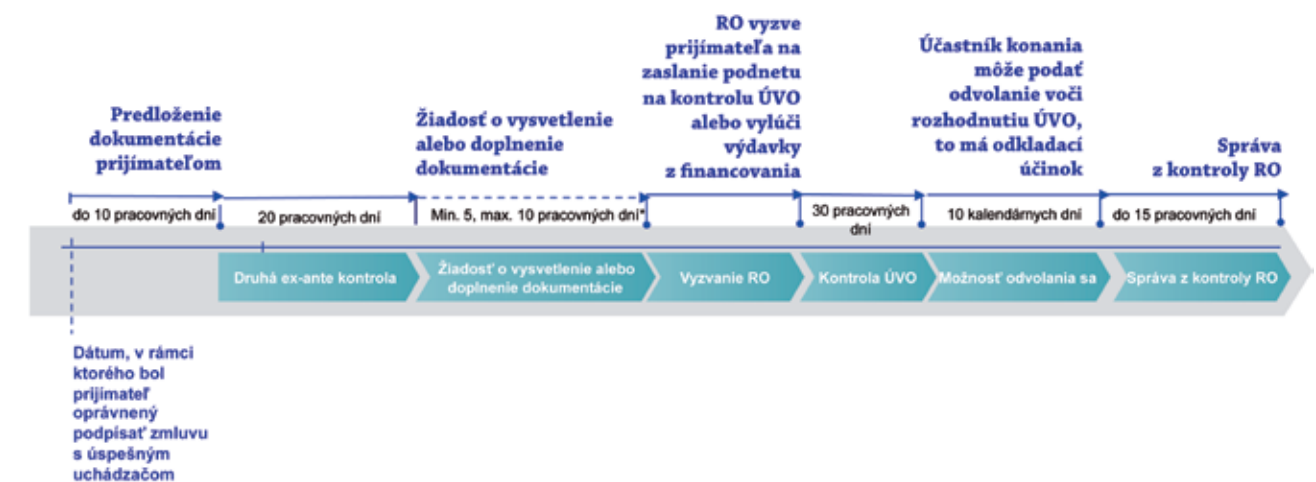 Predloženie
dokumentácie
prijímateľom
Žiadosť o vysvetlenie
alebo doplnenie
dokumentácie
RO vyzve
prijímateľa na
zaslanie podnetu
na kontrolu ÚVO
alebo vylúči
výdavky
z financovania
Účastník konania
môže podať
odvolanie voči
rozhodnutiu ÚVO,
to má odkladací
účinok
Správa
z kontroly RO
do 10 pracovných dní
20 pracovných dní
Min. 5, max. 10 pracovných dní*
30 pracovných
dní
10 kalendárnych dní
do 15 pracovných dní
Druhá ex-ante kontrola
Žiadosť o vysvetlenie alebo
doplnenie dokumentácie
Vyzvanie RO
Kontrola ÚVO
Možnosť odvolania sa
Správa z kontroly RO
Dátum, v rámci
ktorého bol
prijímateľ
oprávnený
podpísať zmluvu
s úspešným
uchádzačom